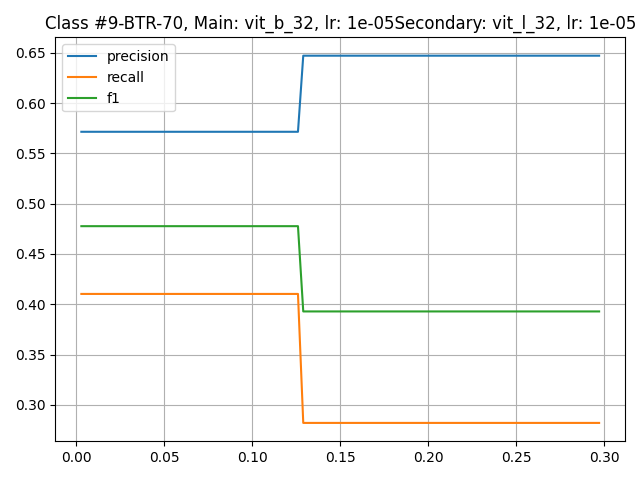 Class #9-BTR-70, Main: vit_b_32, lr: 1e-05Secondary: vit_l_32, lr: 1e-05
precision
recall
f1
0.65
0.60
0.55
0.50
0.45
0.40
0.35
0.30
0.00 0.05 0.10 0.15 0.20 0.25 0.30